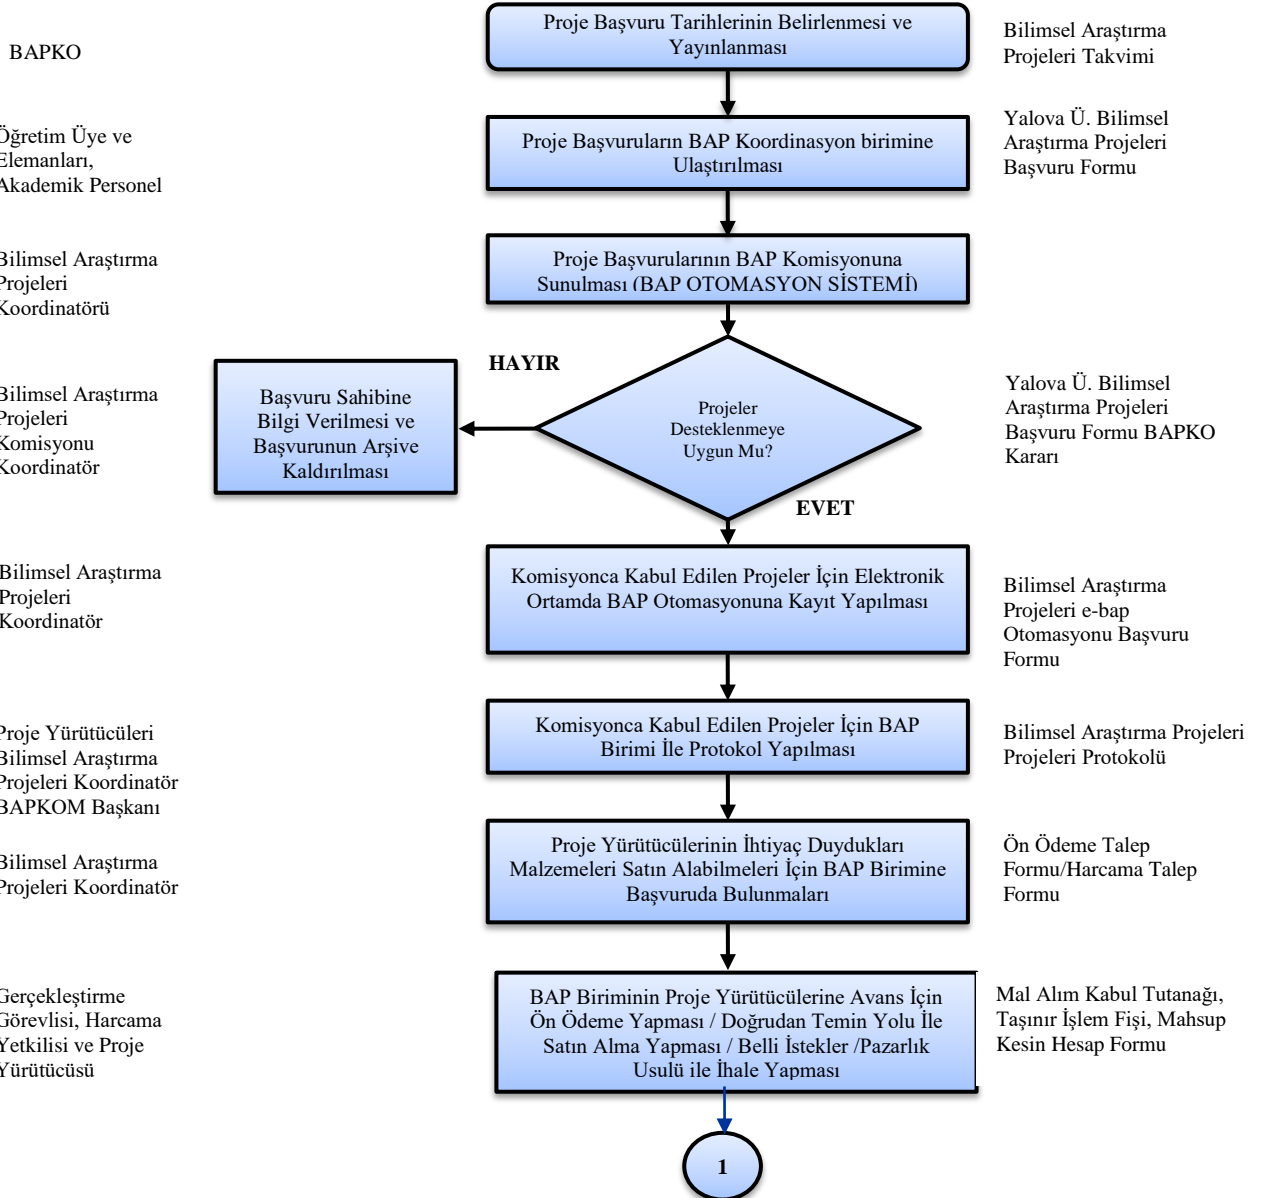 BAPKO
Proje Başvuru Tarihlerinin Belirlenmesi ve
Yayınlanması
Bilimsel Araştırma
Projeleri Takvimi
Öğretim Üye ve
Elemanları,
Akademik Personel
Proje Başvuruların BAP Koordinasyon birimine
Ulaştırılması
Yalova Ü. Bilimsel
Araştırma Projeleri
Başvuru Formu
Bilimsel Araştırma
Projeleri
Koordinatörü
Proje Başvurularının BAP Komisyonuna
Sunulması (BAP OTOMASYON SİSTEMİ)
Bilimsel Araştırma
Projeleri
Komisyonu
Koordinatör
Başvuru Sahibine
Bilgi Verilmesi ve
Başvurunun Arşive
Kaldırılması
HAYIR
Projeler
Desteklenmeye
Uygun Mu?
EVET
Yalova Ü. Bilimsel
Araştırma Projeleri
Başvuru Formu BAPKO
Kararı
Bilimsel Araştırma
Projeleri
Koordinatör
Komisyonca Kabul Edilen Projeler İçin Elektronik
Ortamda BAP Otomasyonuna Kayıt Yapılması
Bilimsel Araştırma
Projeleri e-bap
Otomasyonu Başvuru
Formu
Proje Yürütücüleri
Bilimsel Araştırma
Projeleri Koordinatör
BAPKOM Başkanı
Komisyonca Kabul Edilen Projeler İçin BAP
Birimi İle Protokol Yapılması
Bilimsel Araştırma Projeleri
Projeleri Protokolü
Bilimsel Araştırma
Projeleri Koordinatör
Proje Yürütücülerinin İhtiyaç Duydukları
Malzemeleri Satın Alabilmeleri İçin BAP Birimine
Başvuruda Bulunmaları
Ön Ödeme Talep
Formu/Harcama Talep
Formu
Gerçekleştirme
Görevlisi, Harcama
Yetkilisi ve Proje
Yürütücüsü
BAP Biriminin Proje Yürütücülerine Avans İçin
Ön Ödeme Yapması / Doğrudan Temin Yolu İle
Satın Alma Yapması / Belli İstekler /Pazarlık
Usulü ile İhale Yapması
Mal Alım Kabul Tutanağı,
Taşınır İşlem Fişi, Mahsup
Kesin Hesap Formu
1